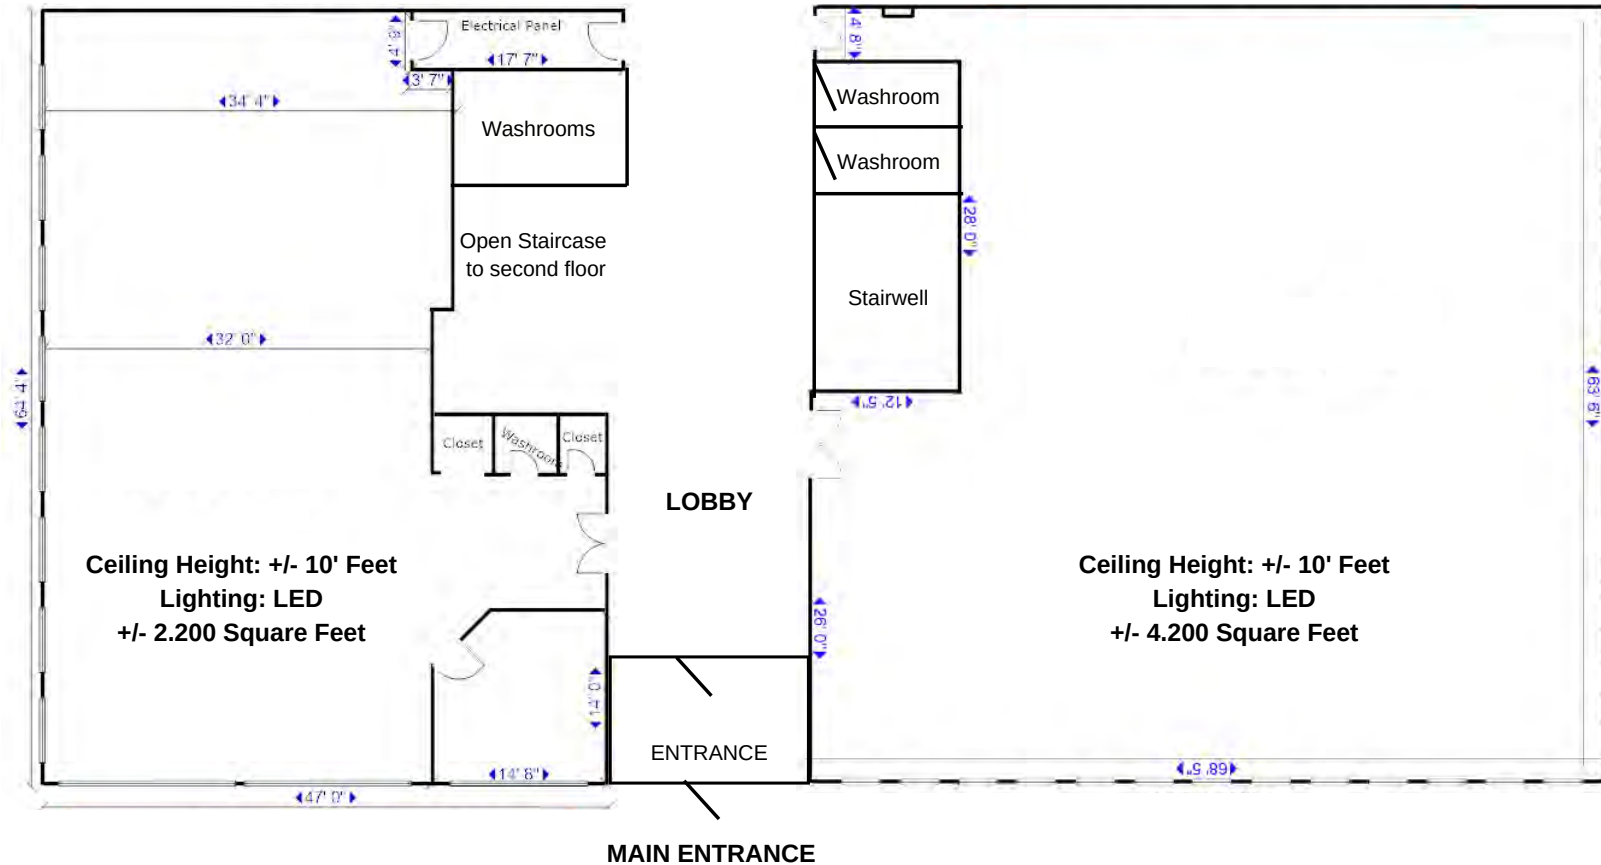 Electrical Panel
4' 9"
17' 7"
3' 7"
34' 4"
Washrooms
Open Staircase
to second floor
32' 0"
64' 4"
Closet
Washroom
Closet
Ceiling Height: +/- 10' Feet
Lighting: LED
+/- 2.200 Square Feet
14' 0"
14' 8"
47' 0"
LOBBY
ENTRANCE
MAIN ENTRANCE
4' 8"
Washroom
Washroom
28' 0"
Stairwell
12' 5"
63' 6"
26' 0"
Ceiling Height: +/- 10' Feet
Lighting: LED
+/- 4.200 Square Feet
68' 5"